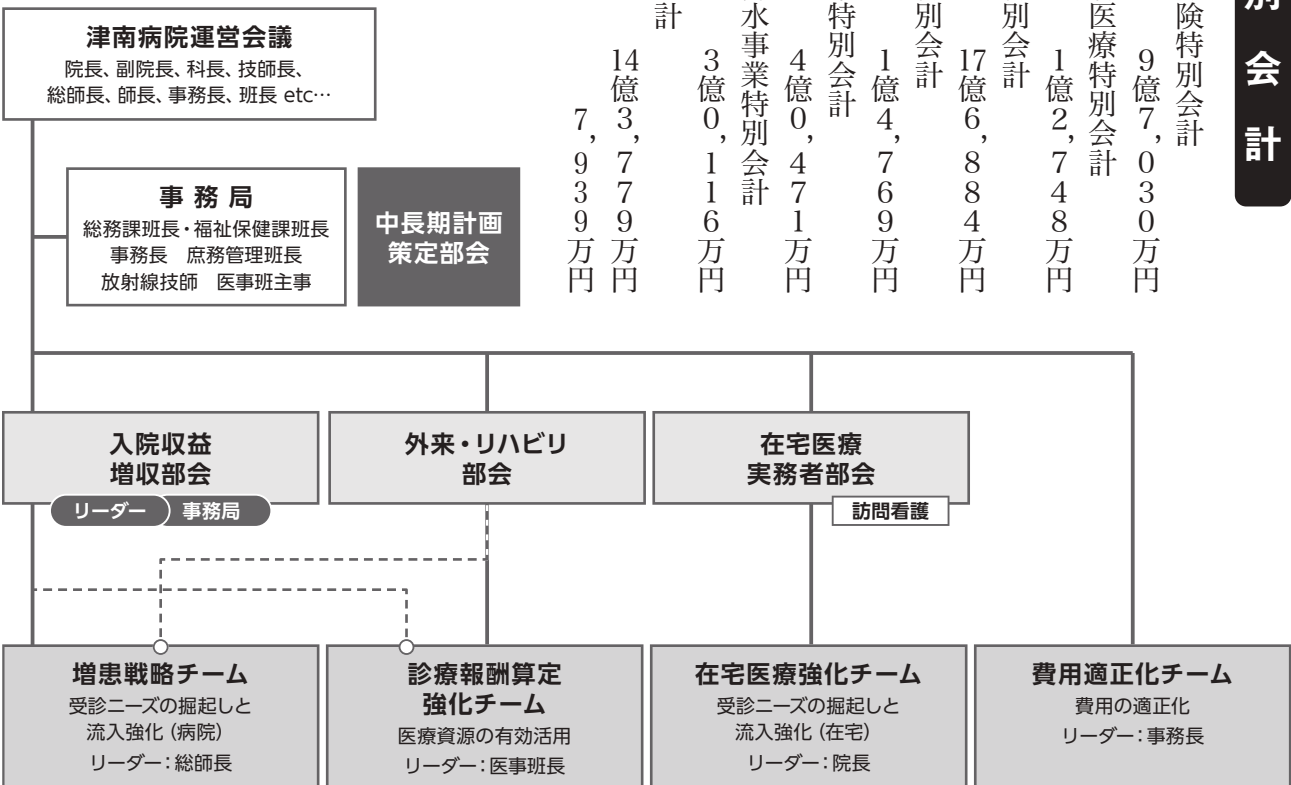 別会計
険特別会計
9億7,030万円
医療特別会計
1億2,748万円
別会計
17億6,884万円
別会計
1億4,769万円
特別会計
4億0,471万円
水事業特別会計
3億0,116万円
計
14億3,779万円
7,939万円
津南病院運営会議
院長、副院長、科長、技師長、
総師長、師長、事務長、班長 etc…
事務局
総務課班長・福祉保健課班長
事務長 庶務管理班長
放射線技師 医事班主事
中長期計画
策定部会
入院収益
増収部会
リーダー 事務局
外来・リハビリ
部会
在宅医療
実務者部会
訪問看護
増患戦略チーム
受診ニーズの掘起しと
流入強化（病院）
リーダー：総師長
診療報酬算定
強化チーム
医療資源の有効活用
リーダー：医事班長
在宅医療強化チーム
受診ニーズの掘起しと
流入強化（在宅）
リーダー：院長
費用適正化チーム
費用の適正化
リーダー：事務長